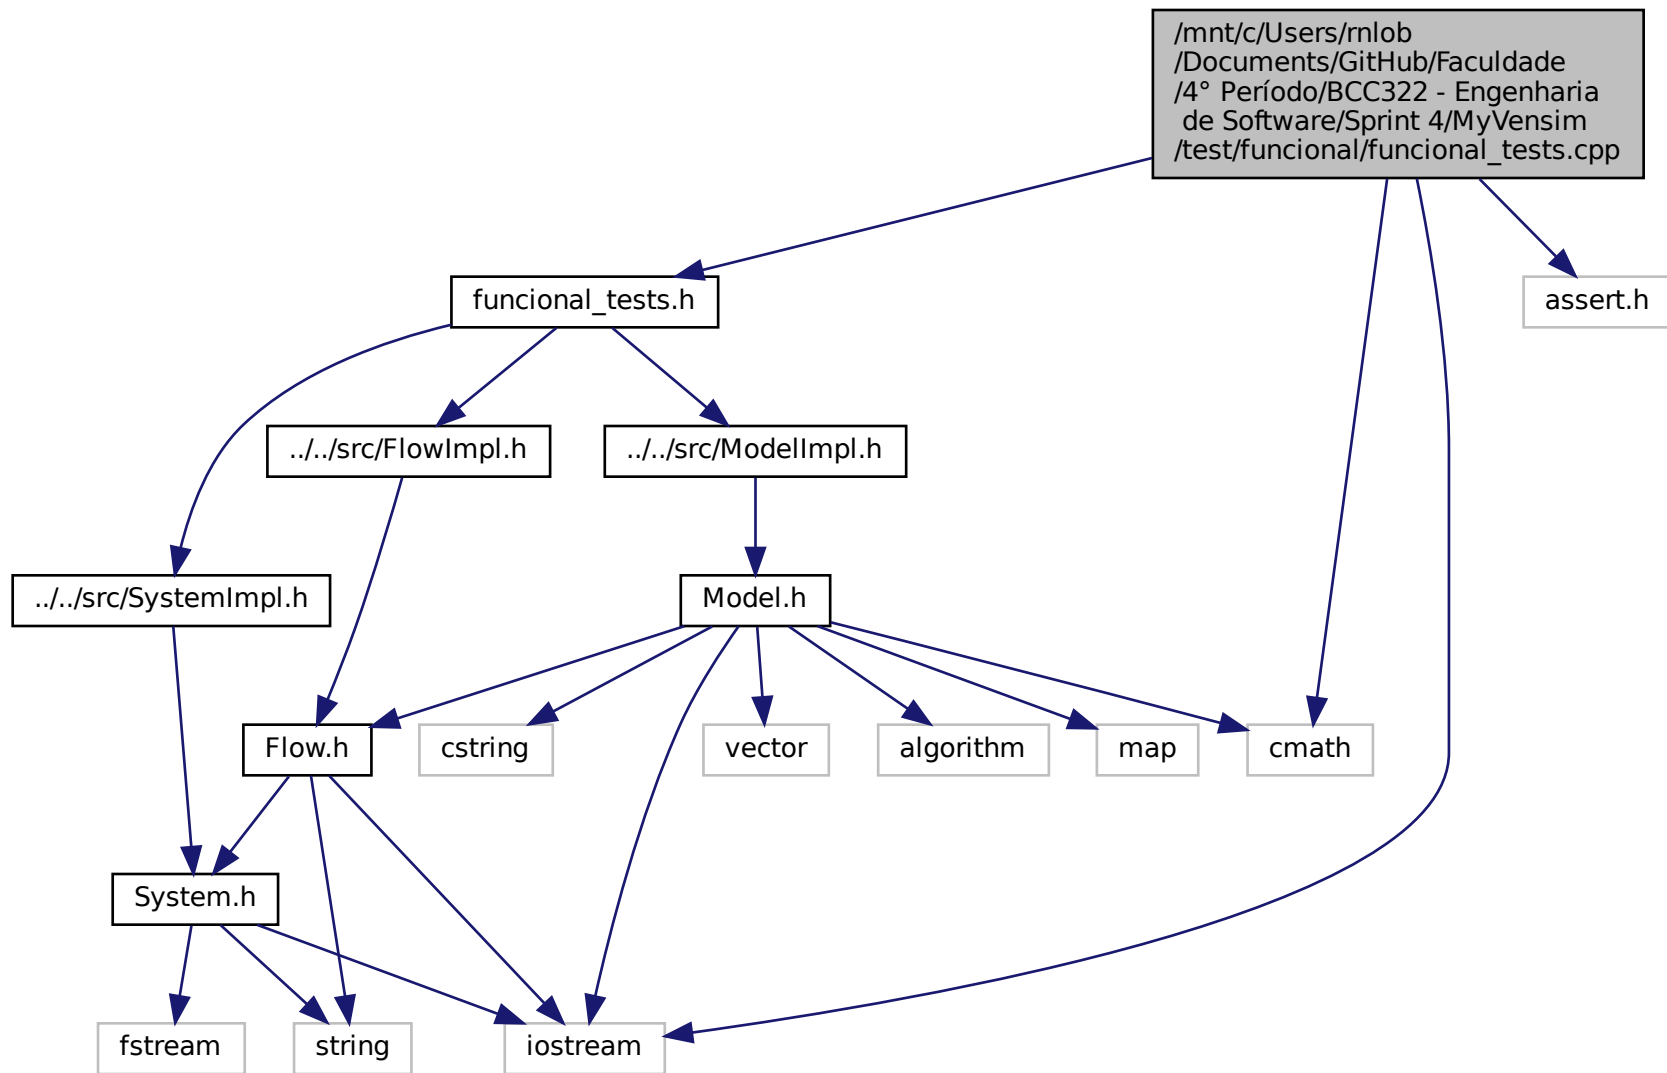 /mnt/c/Users/rnlob
/Documents/GitHub/Faculdade
/4° Período/BCC322 - Engenharia
de Software/Sprint 4/MyVensim
/test/funcional/funcional_tests.cpp
funcional_tests.h
assert.h
../../src/FlowImpl.h
../../src/ModelImpl.h
../../src/SystemImpl.h
Model.h
Flow.h
cstring
vector
algorithm
map
cmath
System.h
fstream
string
iostream